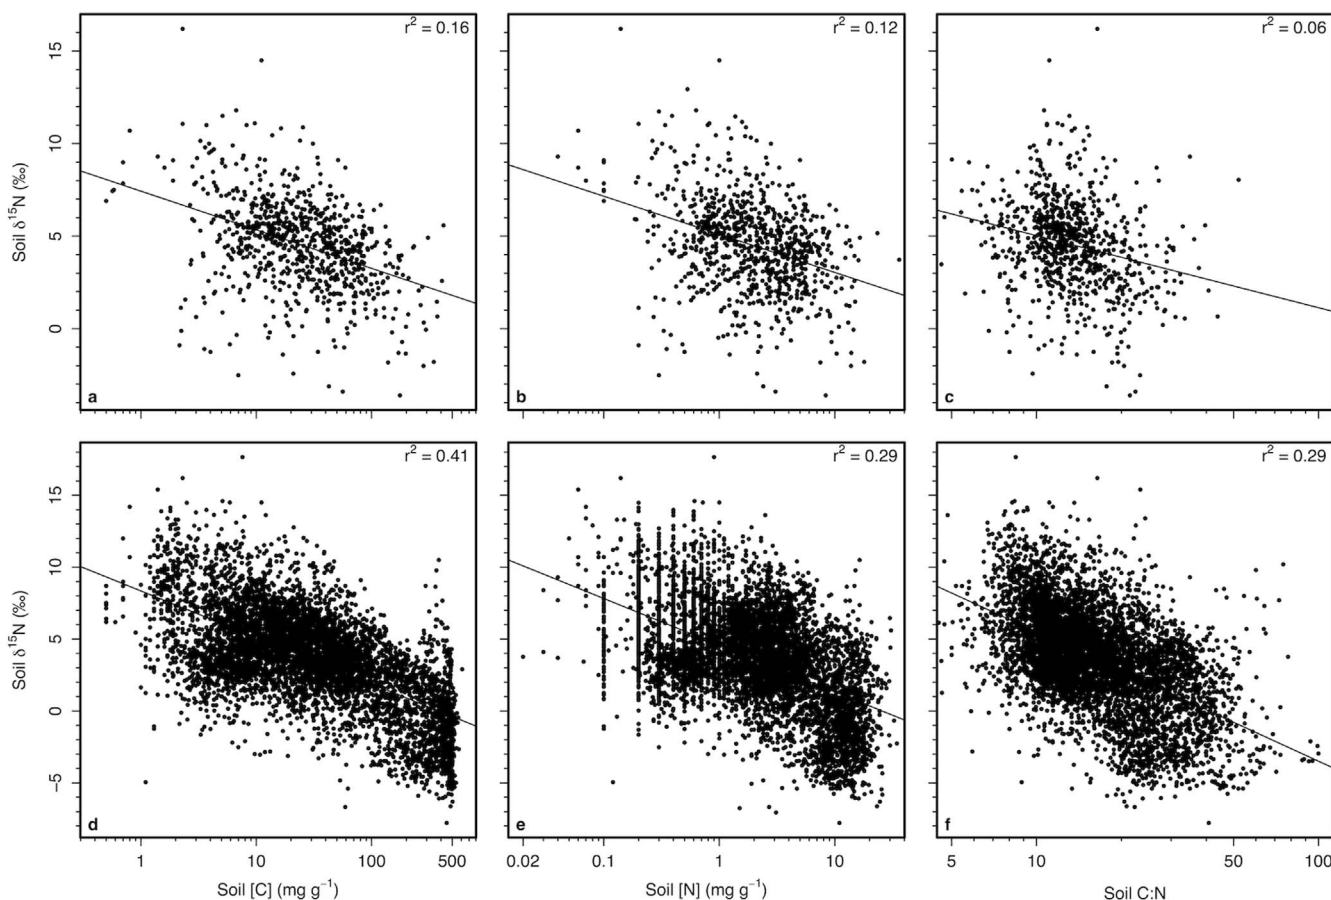 r² = 0.16
r² = 0.12
r² = 0.06
15
10
5
0
Soil δ¹⁵N (‰)
a
b
c
r² = 0.41
r² = 0.29
r² = 0.29
15
10
5
0
−5
Soil δ¹⁵N (‰)
d
e
f
1 10 100 500
0.02 0.1 1 10
5 10 50 100
Soil [C] (mg g⁻¹)
Soil [N] (mg g⁻¹)
Soil C:N